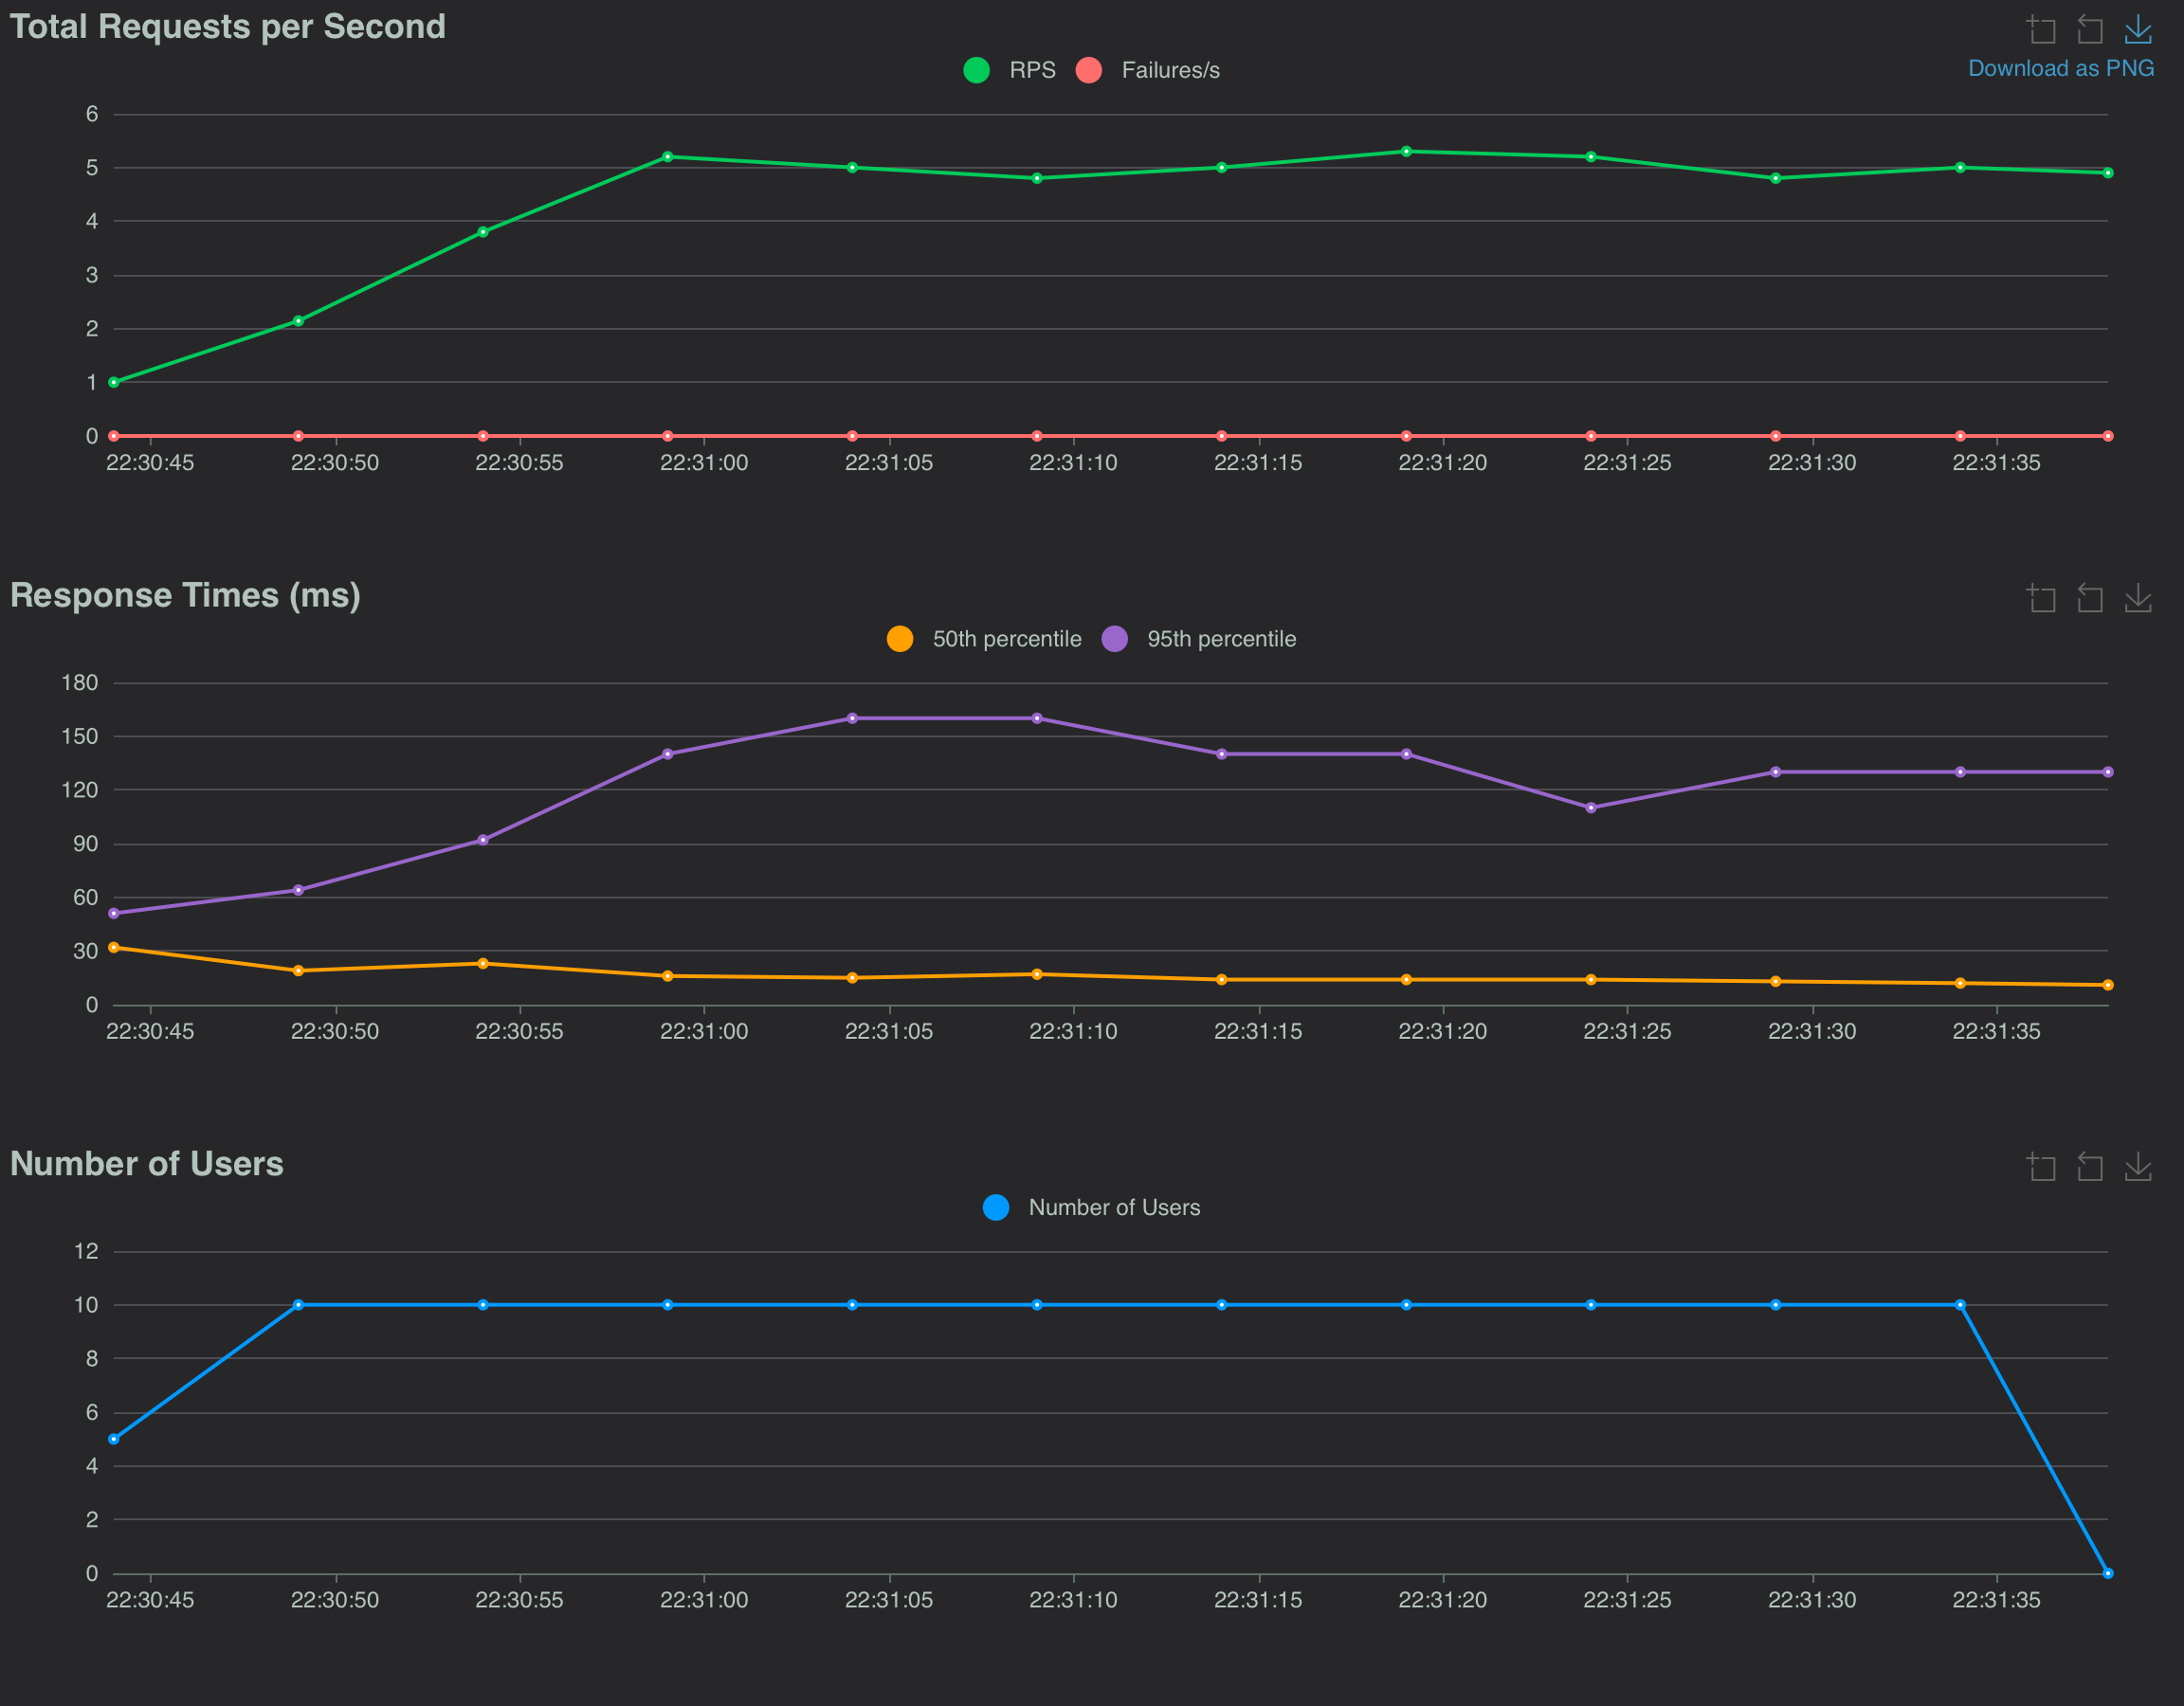 Total Requests per Second
RPS Failures/s
Download as PNG
6
5
4
3
2
1
0
22:30:45 22:30:50 22:30:55 22:31:00 22:31:05 22:31:10 22:31:15 22:31:20 22:31:25 22:31:30 22:31:35
Response Times (ms)
50th percentile 95th percentile
180
150
120
90
60
30
0
22:30:45 22:30:50 22:30:55 22:31:00 22:31:05 22:31:10 22:31:15 22:31:20 22:31:25 22:31:30 22:31:35
Number of Users
Number of Users
12
10
8
6
4
2
0
22:30:45 22:30:50 22:30:55 22:31:00 22:31:05 22:31:10 22:31:15 22:31:20 22:31:25 22:31:30 22:31:35